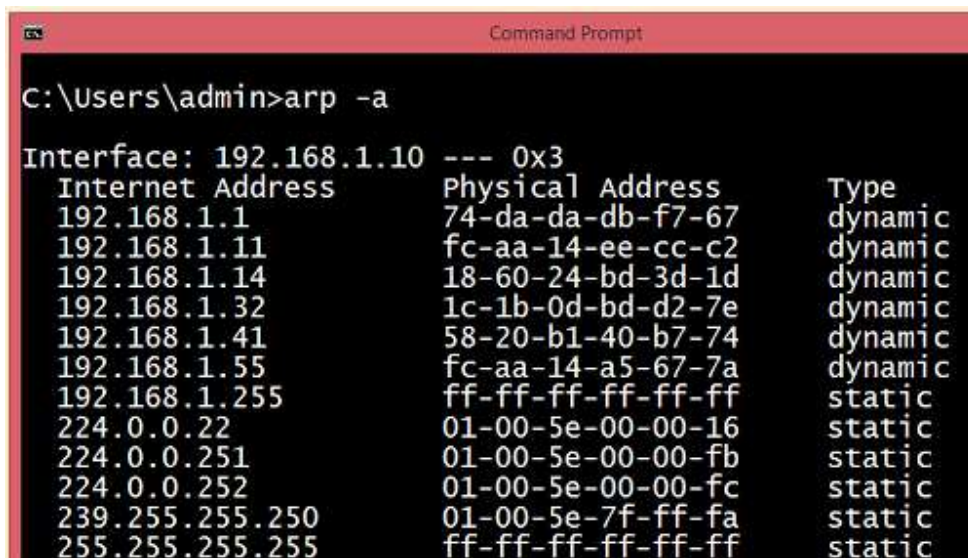 Command Prompt
C:\Users\admin>arp -a
Interface: 192.168.1.10 --- 0x3
Internet Address Physical Address Type
192.168.1.1 74-da-da-db-f7-67 dynamic
192.168.1.11 fc-aa-14-ee-cc-c2 dynamic
192.168.1.14 18-60-24-bd-3d-1d dynamic
192.168.1.32 1c-1b-0d-bd-d2-7e dynamic
192.168.1.41 58-20-b1-40-b7-74 dynamic
192.168.1.55 fc-aa-14-a5-67-7a dynamic
192.168.1.255 ff-ff-ff-ff-ff-ff static
224.0.0.22 01-00-5e-00-00-16 static
224.0.0.251 01-00-5e-00-00-fb static
224.0.0.252 01-00-5e-00-00-fc static
239.255.255.250 01-00-5e-7f-ff-fa static
255.255.255.255 ff-ff-ff-ff-ff-ff static